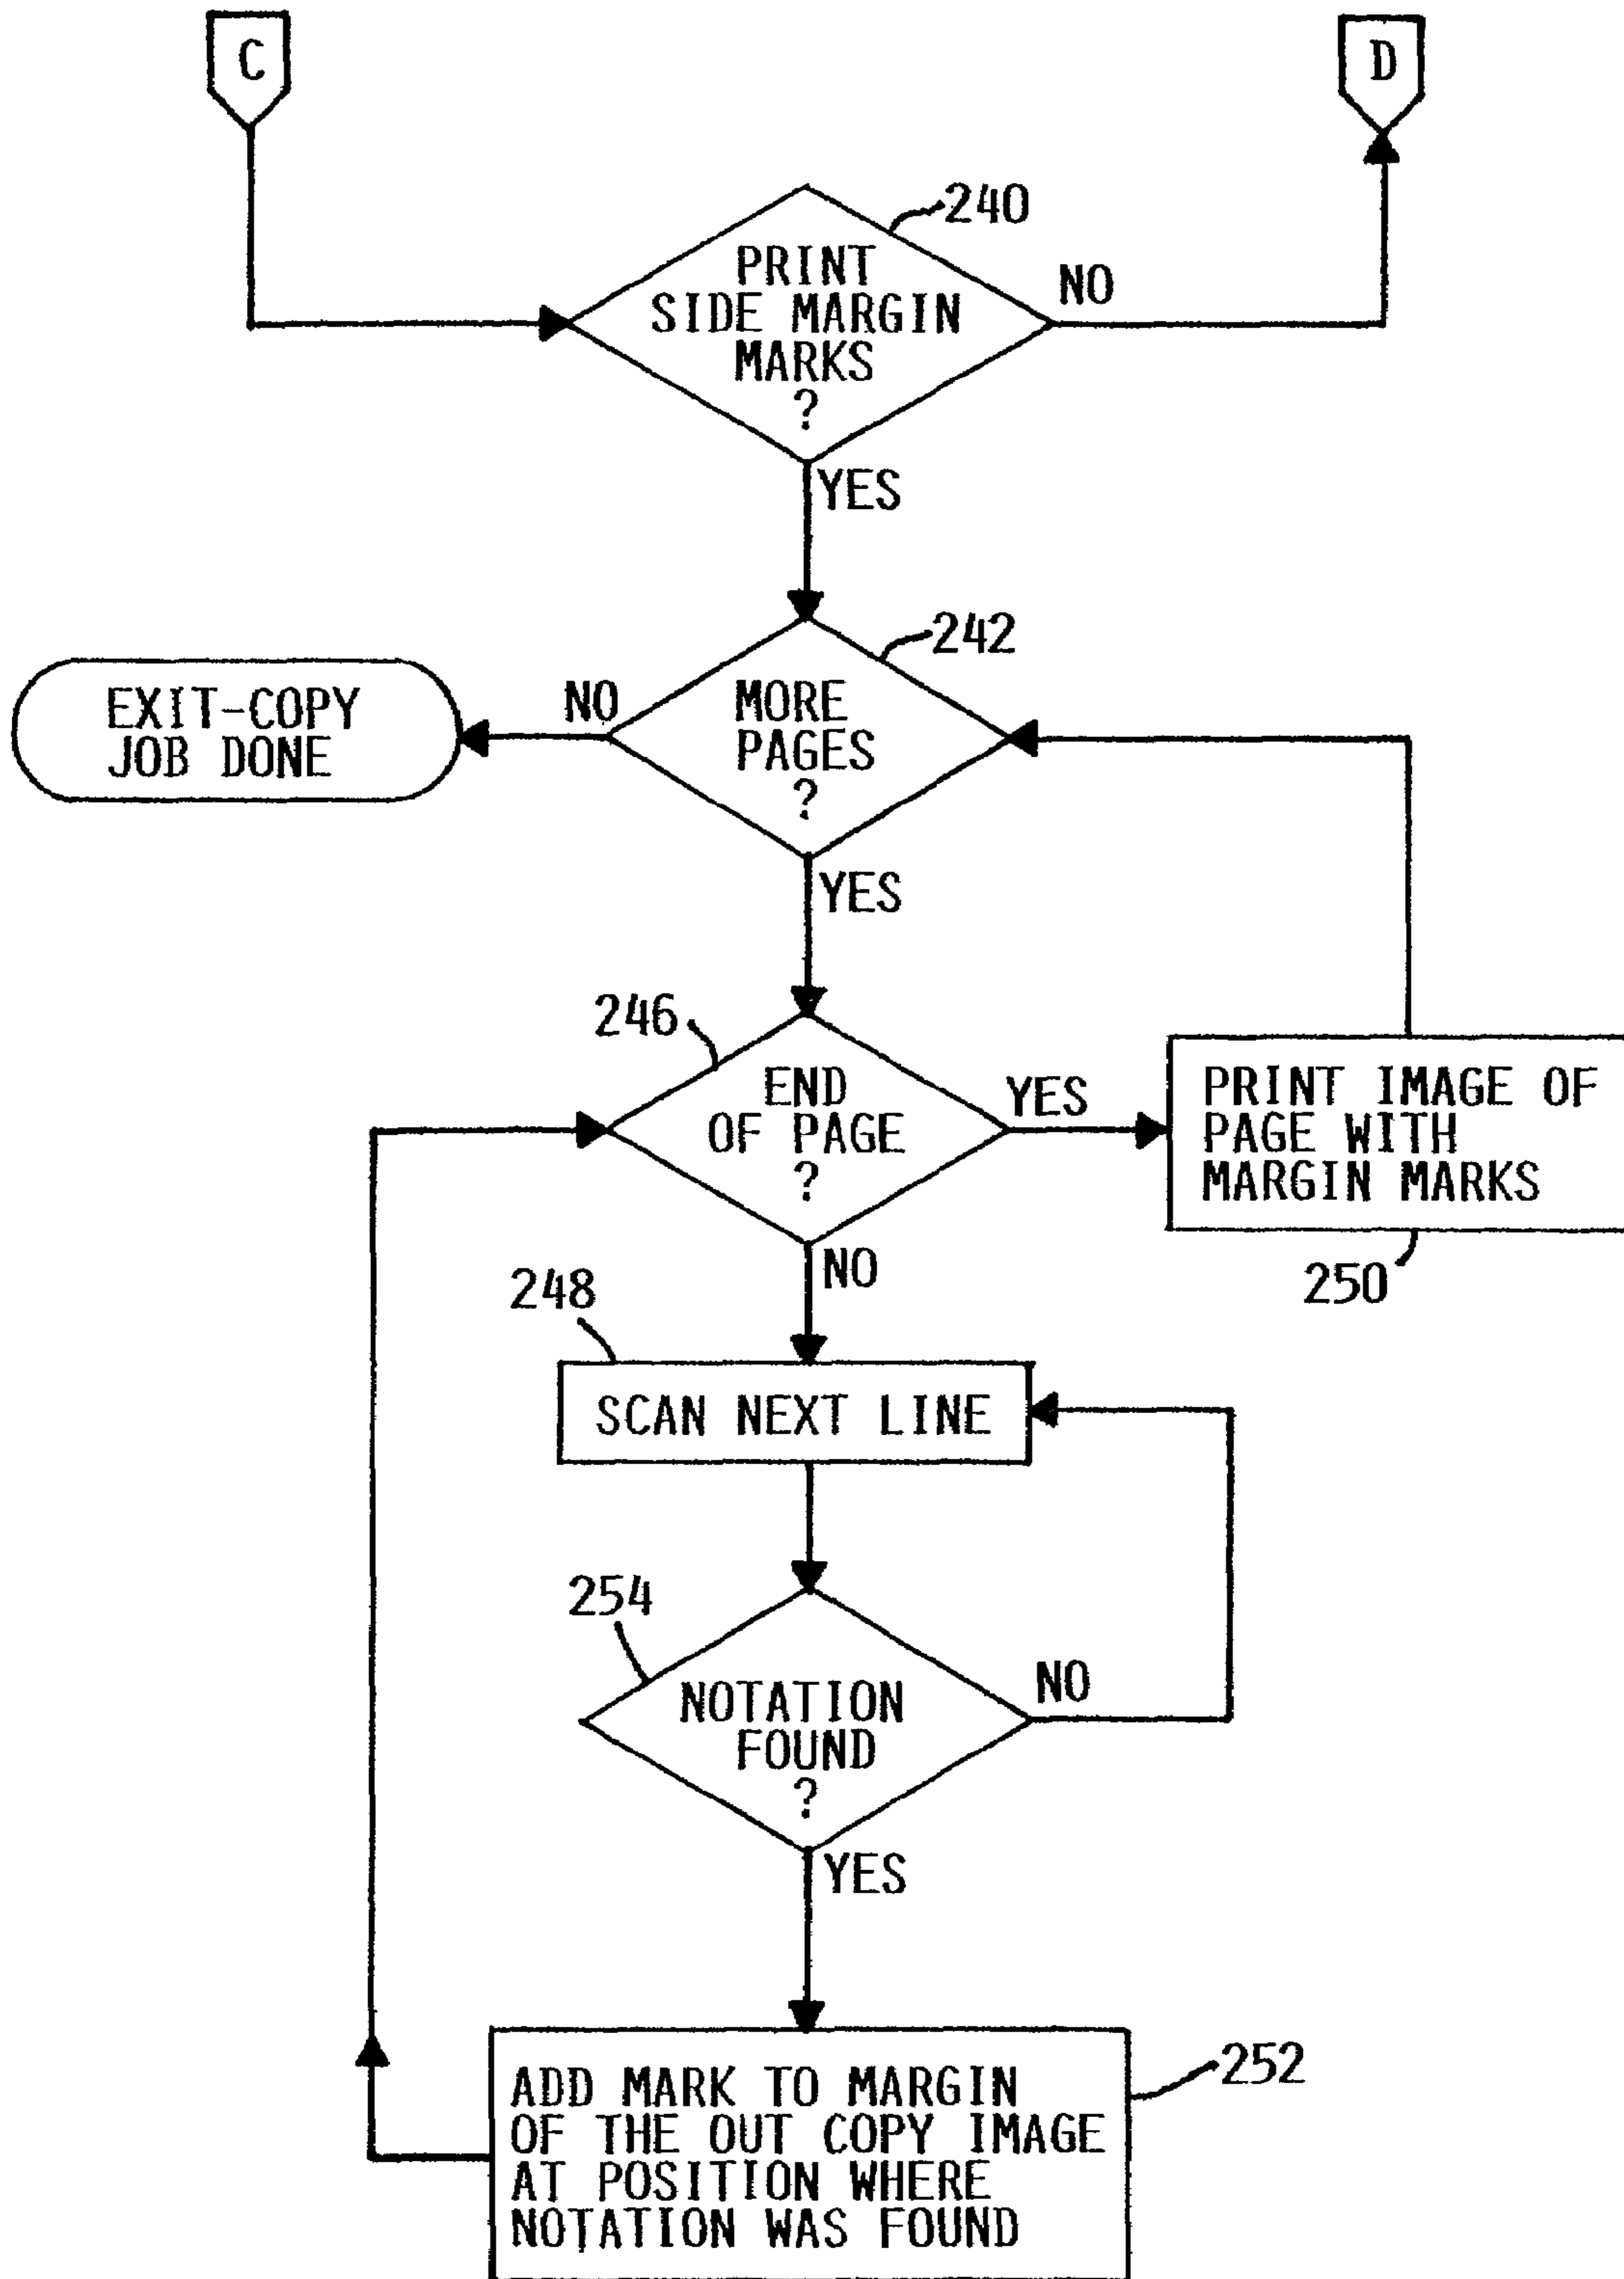 C
D
240
PRINT
SIDE MARGIN
MARKS
?
NO
YES
242
MORE
PAGES
?
NO
EXIT-COPY
JOB DONE
YES
246
END
OF PAGE
?
YES
PRINT IMAGE OF
PAGE WITH
MARGIN MARKS
250
NO
248
SCAN NEXT LINE
254
NOTATION
FOUND
?
NO
YES
252
ADD MARK TO MARGIN
OF THE OUT COPY IMAGE
AT POSITION WHERE
NOTATION WAS FOUND